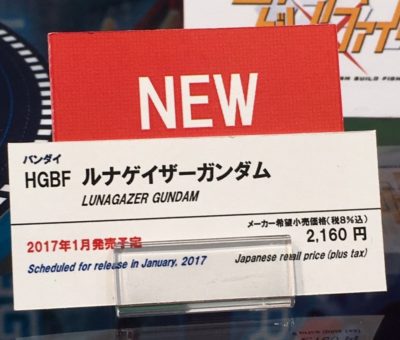 NEW
バンダイ
HGBF ルナゲイザーガンダム
LUNAGAZER GUNDAM
メーカー希望小売価格(税8%込)
2017年1月発売予定
2,160 円
Scheduled for release in January, 2017
Japanese retail price (plus tax)